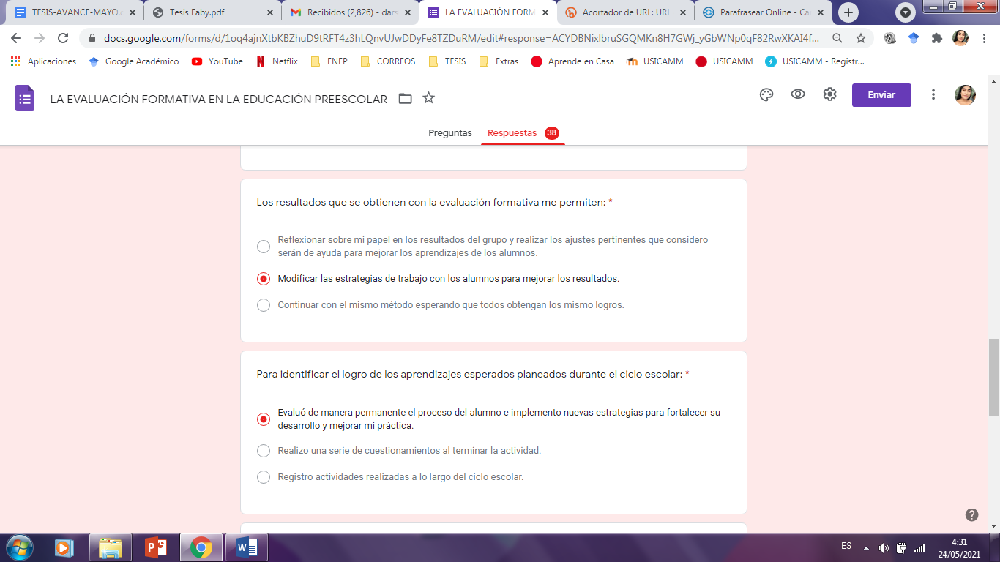 TESIS-AVANCE-MAYO.
Tesis Faby.pdf
Recibidos (2,826) - dars
LA EVALUACIÓN FORM
Acortador de URL: URL
Parafrasear Online - Ca
docs.google.com/forms/d/1oq4ajnXtbKBZhuD9tRFT4z3hLQnvUJwDDyFe8TZDuRM/edit#response=ACYDBNixlbruSGQMKn8H7GWj_yGbWNp0qF82RwXKAI4f...
Aplicaciones
Google Académico
YouTube
Netflix
ENEP
CORREOS
TESIS
Extras
Aprende en Casa
USICAMM
USICAMM
USICAMM - Registr...
LA EVALUACIÓN FORMATIVA EN LA EDUCACIÓN PREESCOLAR
Enviar
Preguntas
Respuestas 38
Los resultados que se obtienen con la evaluación formativa me permiten: *
Reflexionar sobre mi papel en los resultados del grupo y realizar los ajustes pertinentes que considero
serán de ayuda para mejorar los aprendizajes de los alumnos.
Modificar las estrategias de trabajo con los alumnos para mejorar los resultados.
Continuar con el mismo método esperando que todos obtengan los mismo logros.
Para identificar el logro de los aprendizajes esperados planeados durante el ciclo escolar: *
Evaluó de manera permanente el proceso del alumno e implemento nuevas estrategias para fortalecer su
desarrollo y mejorar mi práctica.
Realizo una serie de cuestionamientos al terminar la actividad.
Registro actividades realizadas a lo largo del ciclo escolar.
ES
4:31
24/05/2021